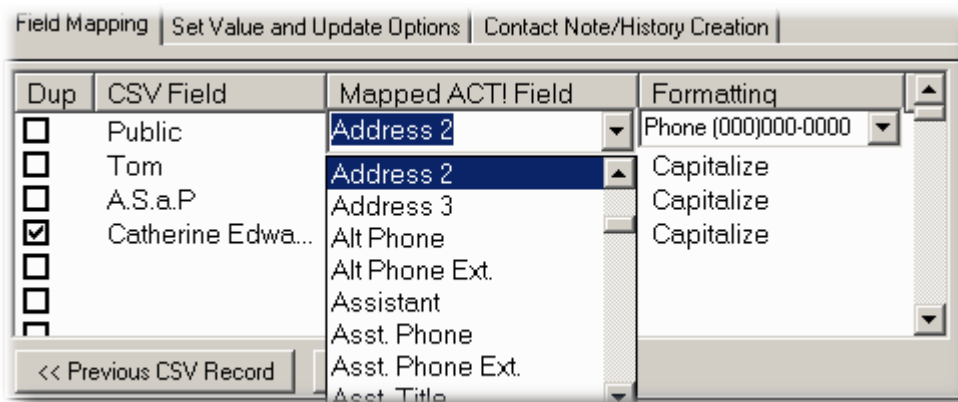 Field Mapping Set Value and Update Options Contact Note/History Creation
Dup CSV Field Mapped ACT! Field Formatting
Public Address 2 Phone (000)000-0000
Tom Address 2 Capitalize
A.S.a.P Address 3 Capitalize
Catherine Edwa... Alt Phone Capitalize
Alt Phone Ext.
Assistant
Asst. Phone
<< Previous CSV Record Asst. Phone Ext.
Asst. Title